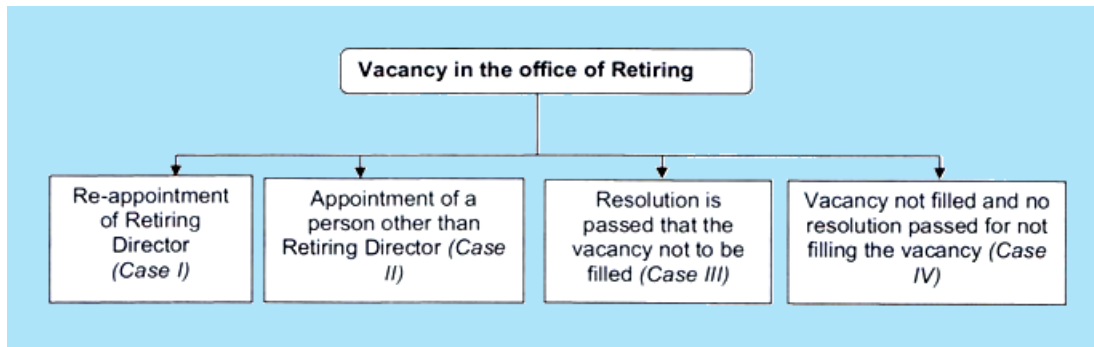 Vacancy in the office of Retiring
Re-appointment
of Retiring
Director
(Case I)
Appointment of a
person other than
Retiring Director (Case
II)
Resolution is
passed that the
vacancy not to be
filled (Case III)
Vacancy not filled and no
resolution passed for not
filling the vacancy (Case
IV)